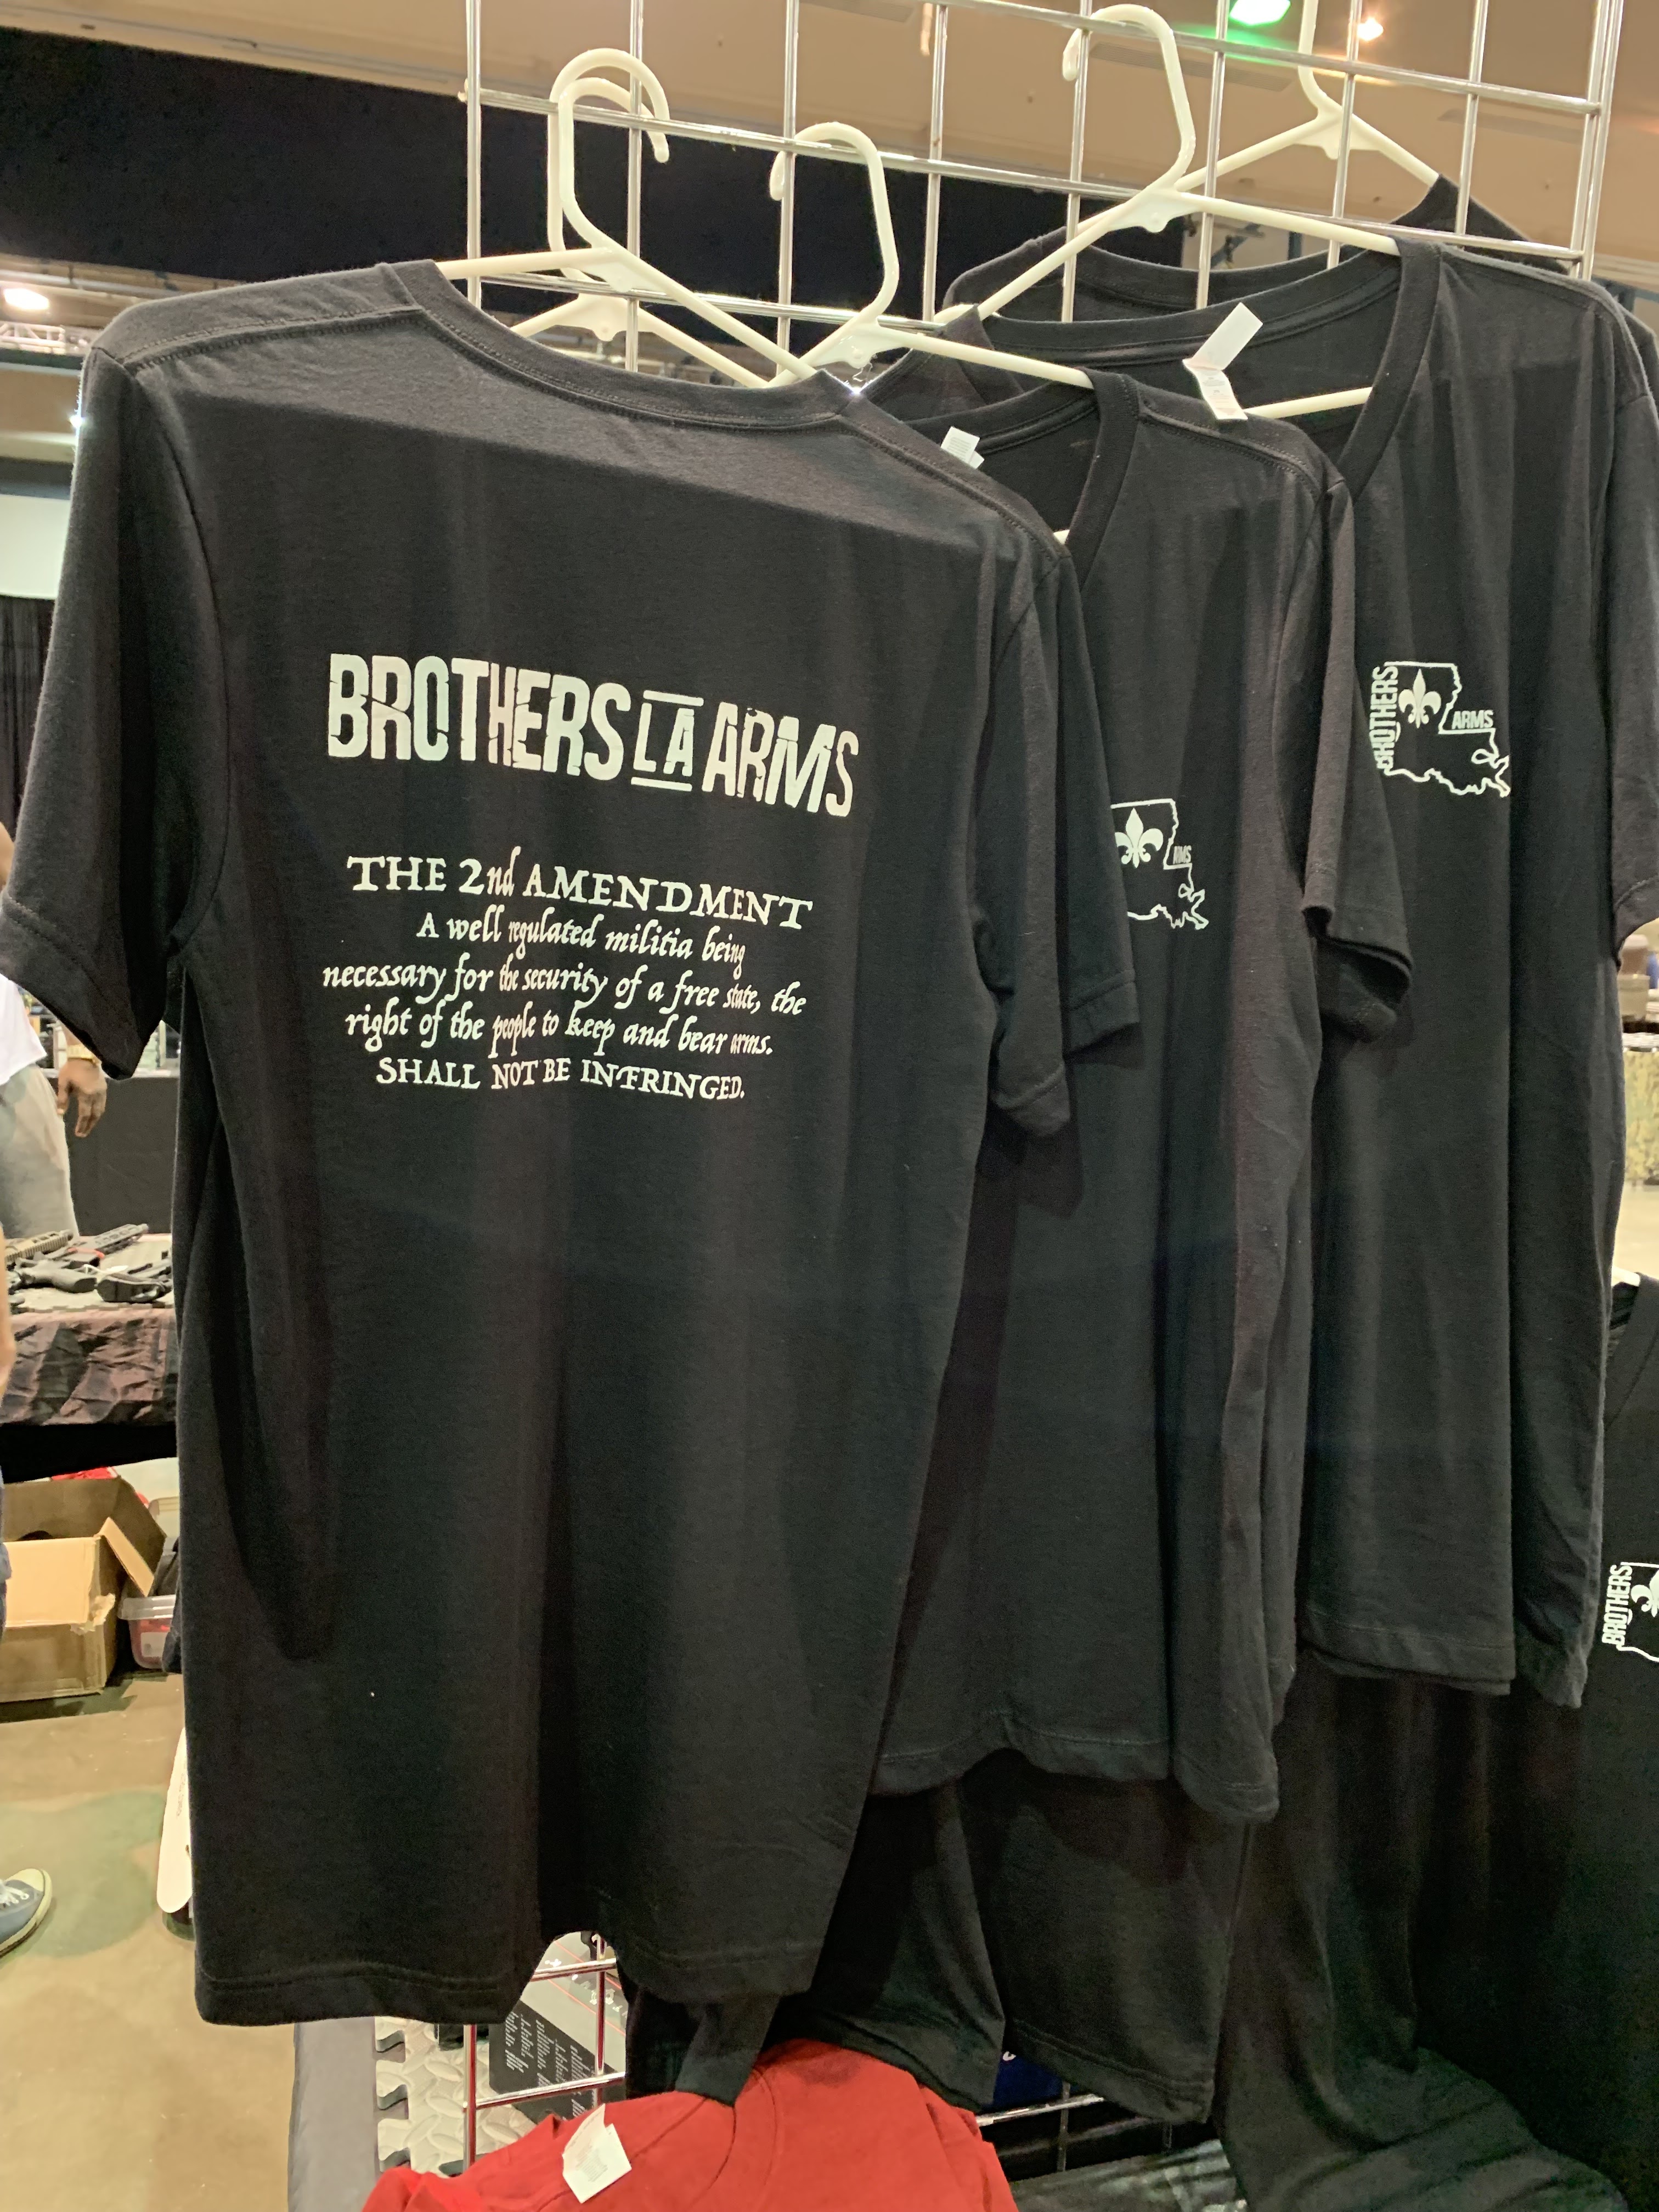 BROTHERS LA ARMS
THE 2nd AMENDMENT
A well regulated militia being
necessary for the security of a free state, the
right of the people to keep and bear arms.
SHALL NOT BE INFRINGED.
BROTHERS
ARMS
RMS
BROTHERS